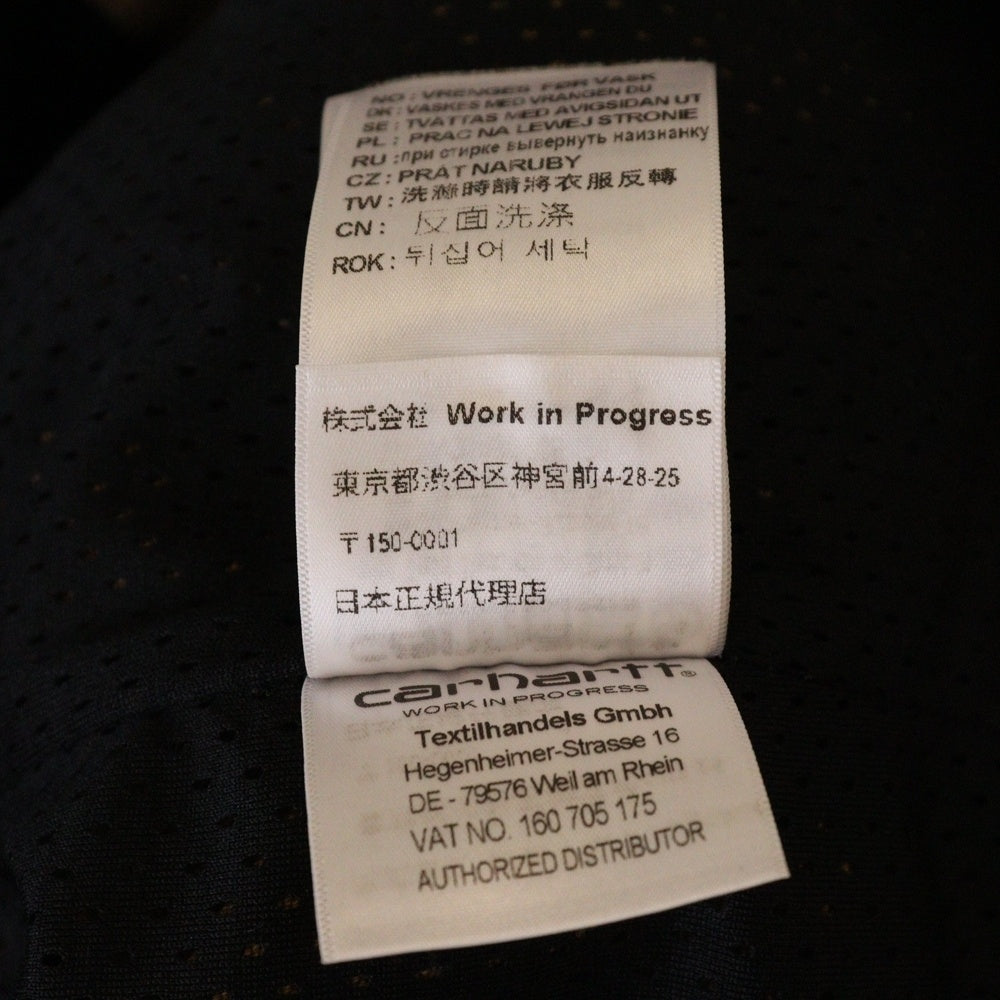 NO : VRENGES FØR VASK
DK : VASKES MED VRANGEN DU
SE : TVATTAS MED AVIGSIDAN UT
PL : PRAC NA LEWEJ STRONIE
RU :при стирке вывернуть наизнанку
CZ : PRÁT NARUBY
TW : 洗滌時請將衣服反轉
CN : 反面洗涤
ROK : 뒤십어 세탁
株式会社 Work in Progress
東京都渋谷区神宮前4-28-25
〒150-0001
日本正規代理店
carhartt®
WORK IN PROGRESS
Textilhandels Gmbh
Hegenheimer-Strasse 16
DE - 79576 Weil am Rhein
VAT NO. 160 705 175
AUTHORIZED DISTRIBUTOR